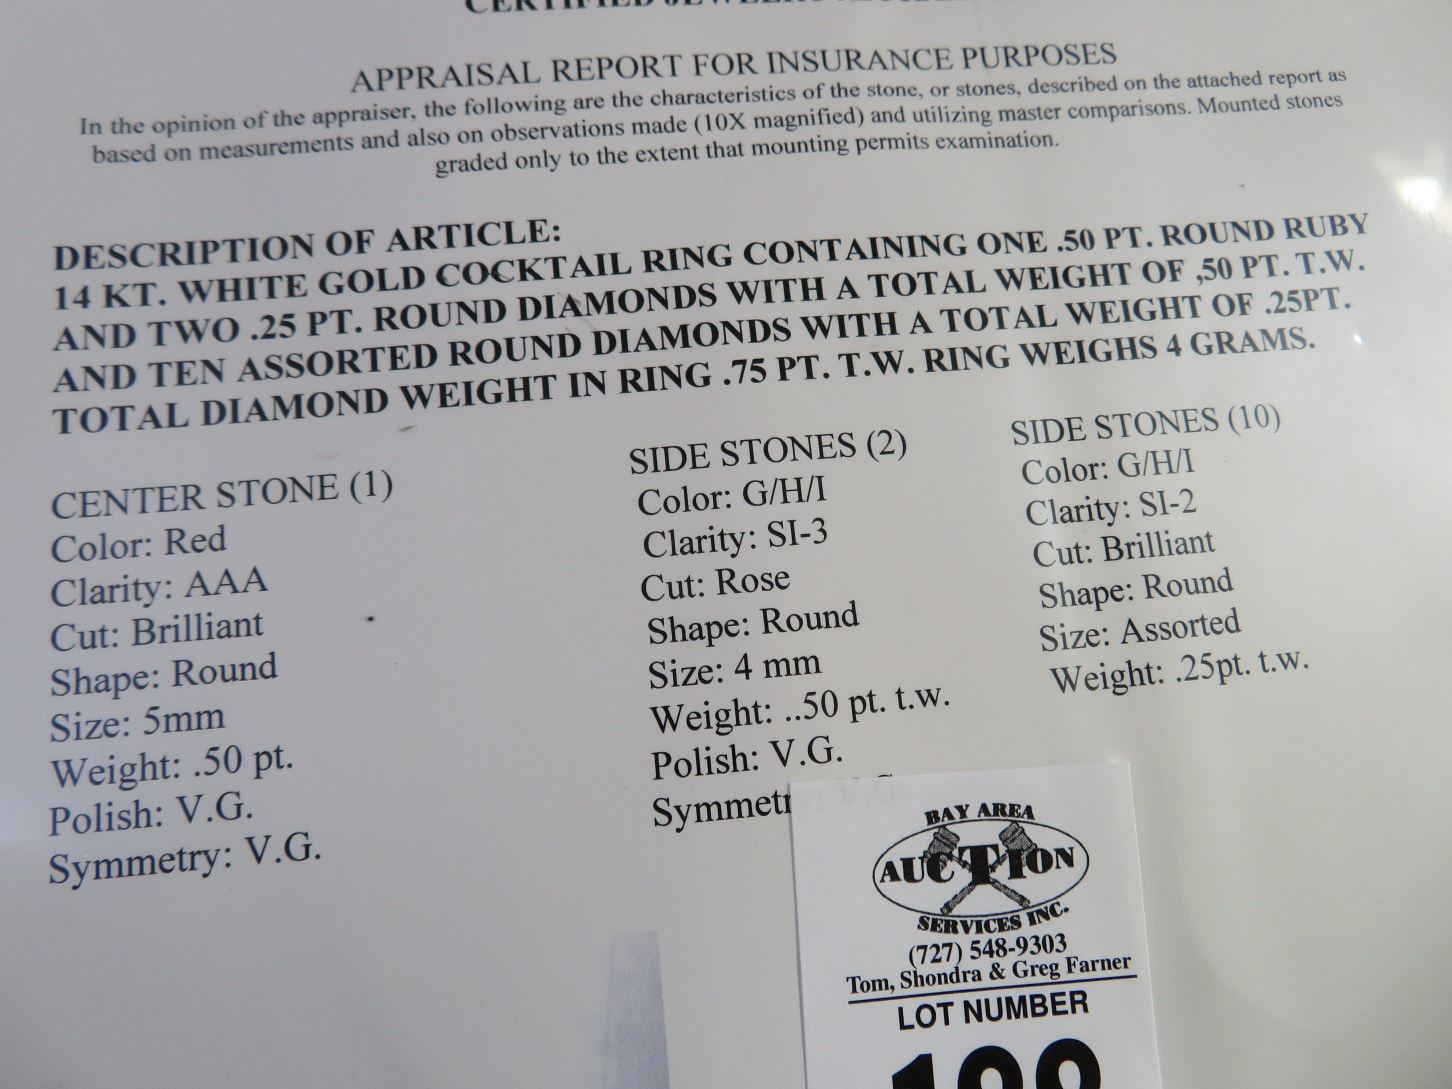 APPRAISAL REPORT FOR INSURANCE PURPOSES
In the opinion of the appraiser, the following are the characteristics of the stone, or stones, described on the attached report as
based on measurements and also on observations made (10X magnified) and utilizing master comparisons. Mounted stones
graded only to the extent that mounting permits examination.
DESCRIPTION OF ARTICLE:
14 KT. WHITE GOLD COCKTAIL RING CONTAINING ONE .50 PT. ROUND RUBY
AND TWO .25 PT. ROUND DIAMONDS WITH A TOTAL WEIGHT OF ,50 PT. T.W.
AND TEN ASSORTED ROUND DIAMONDS WITH A TOTAL WEIGHT OF .25PT.
TOTAL DIAMOND WEIGHT IN RING .75 PT. T.W. RING WEIGHS 4 GRAMS.
CENTER STONE (1)
Color: Red
Clarity: AAA
Cut: Brilliant
Shape: Round
Size: 5mm
Weight: .50 pt.
Polish: V.G.
Symmetry: V.G.
SIDE STONES (2)
Color: G/H/I
Clarity: SI-3
Cut: Rose
Shape: Round
Size: 4 mm
Weight: ..50 pt. t.w.
Polish: V.G.
Symmetr
SIDE STONES (10)
Color: G/H/I
Clarity: SI-2
Cut: Brilliant
Shape: Round
Size: Assorted
Weight: .25pt. t.w.
BAY AREA
AUCTION
SERVICES INC.
(727) 548-9303
Tom, Shondra & Greg Farner
LOT NUMBER